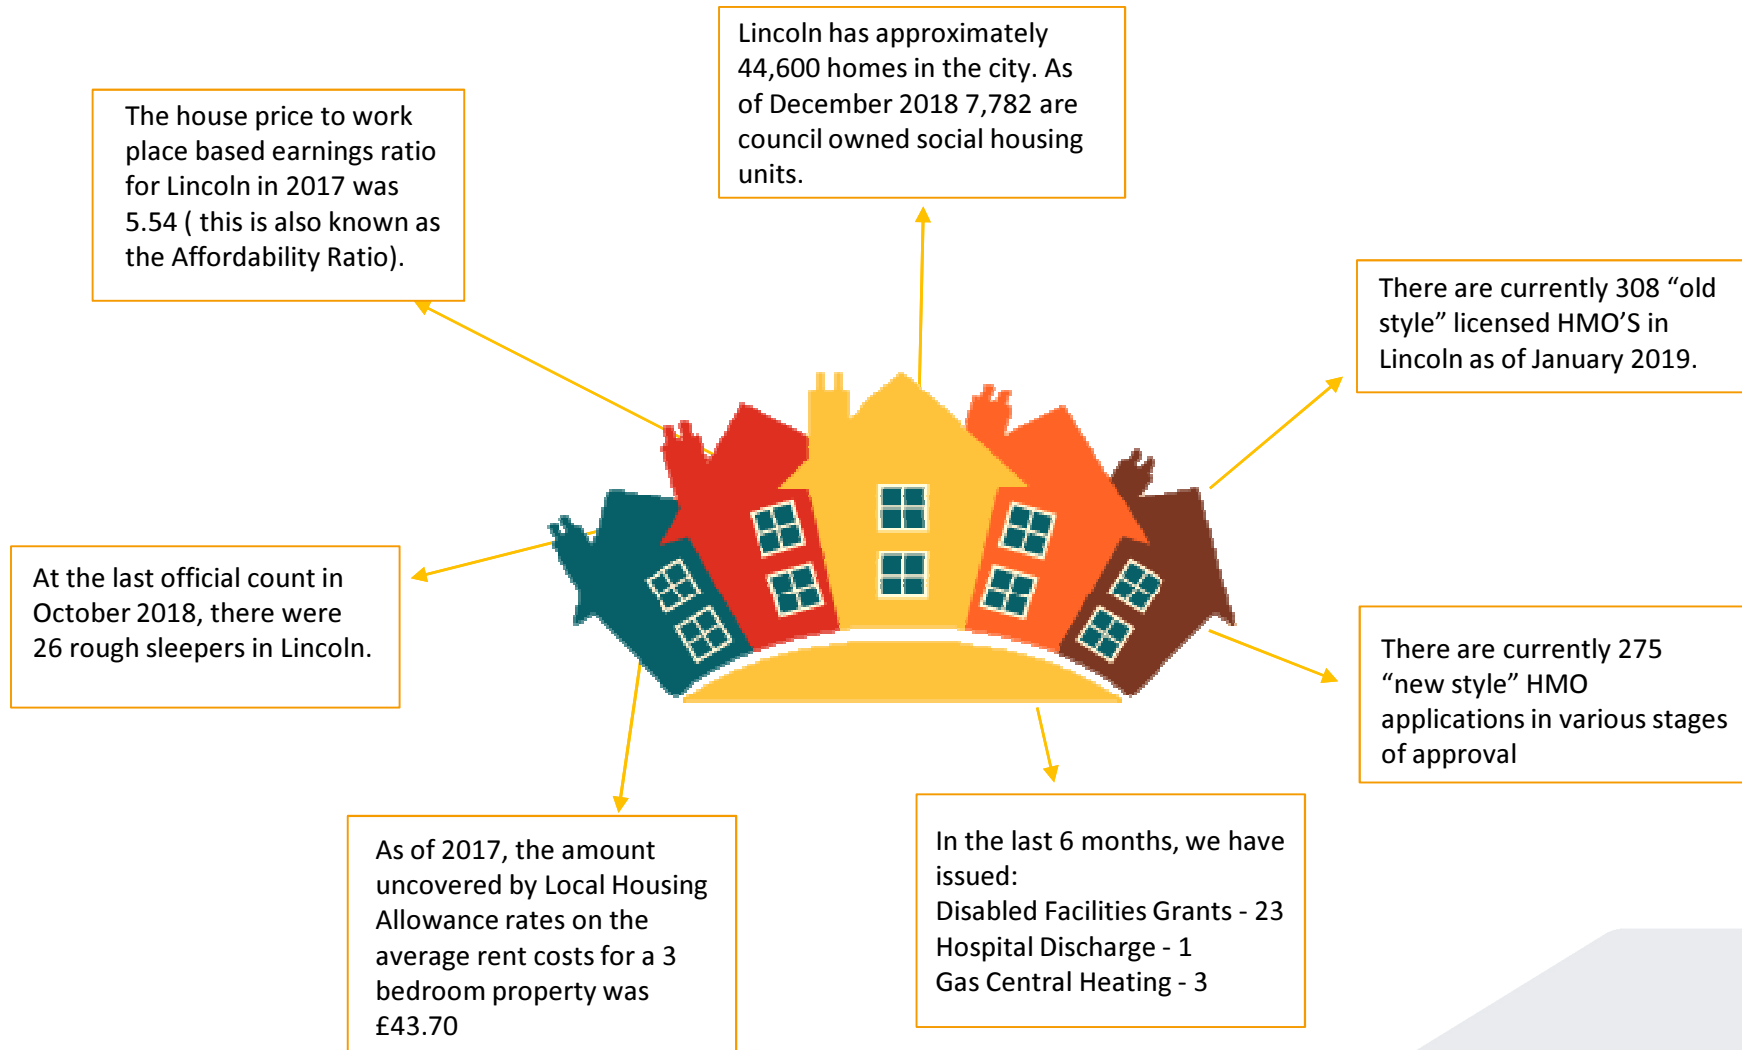 Lincoln has approximately
44,600 homes in the city. As
of December 2018 7,782 are
council owned social housing
units.
The house price to work
place based earnings ratio
for Lincoln in 2017 was
5.54 ( this is also known as
the Affordability Ratio).
There are currently 308 “old
style” licensed HMO’S in
Lincoln as of January 2019.
At the last official count in
October 2018, there were
26 rough sleepers in Lincoln.
There are currently 275
“new style” HMO
applications in various stages
of approval
As of 2017, the amount
uncovered by Local Housing
Allowance rates on the
average rent costs for a 3
bedroom property was
£43.70
In the last 6 months, we have
issued:
Disabled Facilities Grants - 23
Hospital Discharge - 1
Gas Central Heating - 3